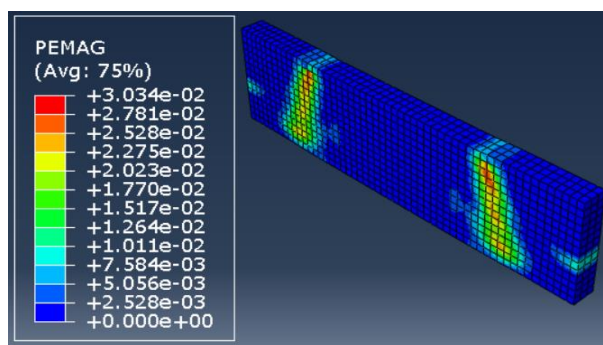 PEMAG
(Avg: 75%)
+3.034e-02
+2.781e-02
+2.528e-02
+2.275e-02
+2.023e-02
+1.770e-02
+1.517e-02
+1.264e-02
+1.011e-02
+7.584e-03
+5.056e-03
+2.528e-03
+0.000e+00